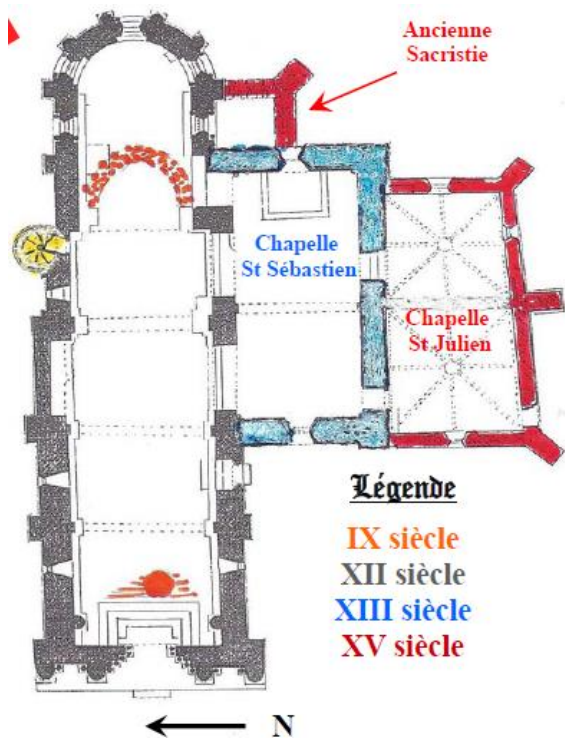 Ancienne
Sacristie
Chapelle
St Sébastien
Chapelle
St Julien
Légende
IX siècle
XII siècle
XIII siècle
XV siècle
N